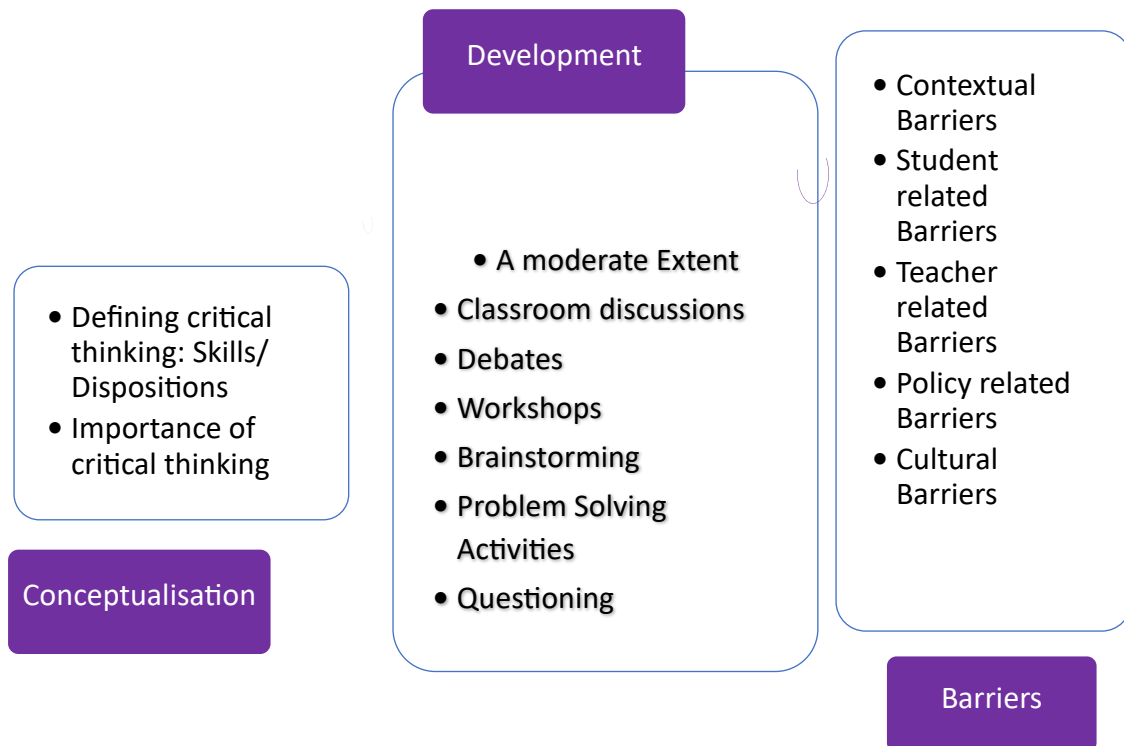 • Defining critical
thinking: Skills/
Dispositions
• Importance of
critical thinking
Conceptualisation
Development
• A moderate Extent
• Classroom discussions
• Debates
• Workshops
• Brainstorming
• Problem Solving
Activities
• Questioning
• Contextual
Barriers
• Student
related
Barriers
• Teacher
related
Barriers
• Policy related
Barriers
• Cultural
Barriers
Barriers